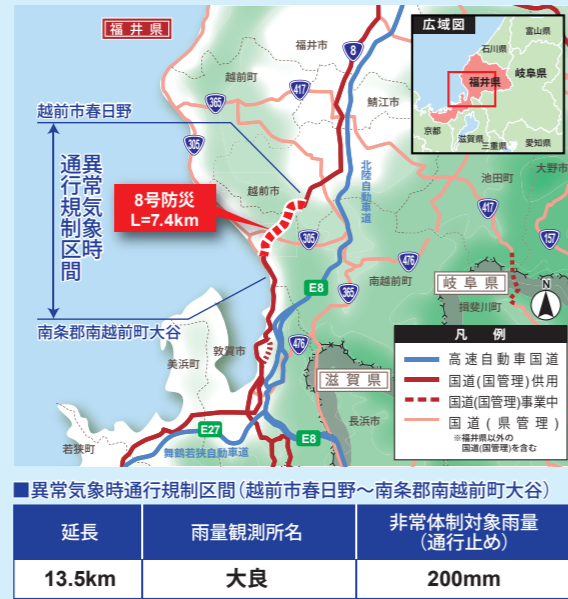 福井県
広域図
富山県
石川県
岐阜県
福井県
京都
滋賀県
三重県
愛知県
福井市
8
越前町
417
365
鯖江市
越前市春日野
305
異常気象時
通行規制区間
8号防災
L=7.4km
越前市
北陸自動車道
池田町
大野市
417
305
157
476
南越前町
岐阜県
揖斐川町
N
E8
365
南条郡南越前町大谷
476
美浜町
敦賀市
滋賀県
長浜市
E27
E8
若狭町
舞鶴若狭自動車道
凡 例
高速自動車国道
国道(国管理)供用
国道(国管理)事業中
国道(県管理)
※福井県以外の
国道(国管理)を含む
■異常気象時通行規制区間(越前市春日野～南条郡南越前町大谷)
延長
雨量観測所名
非常体制対象雨量
(通行止め)
13.5km
大良
200mm